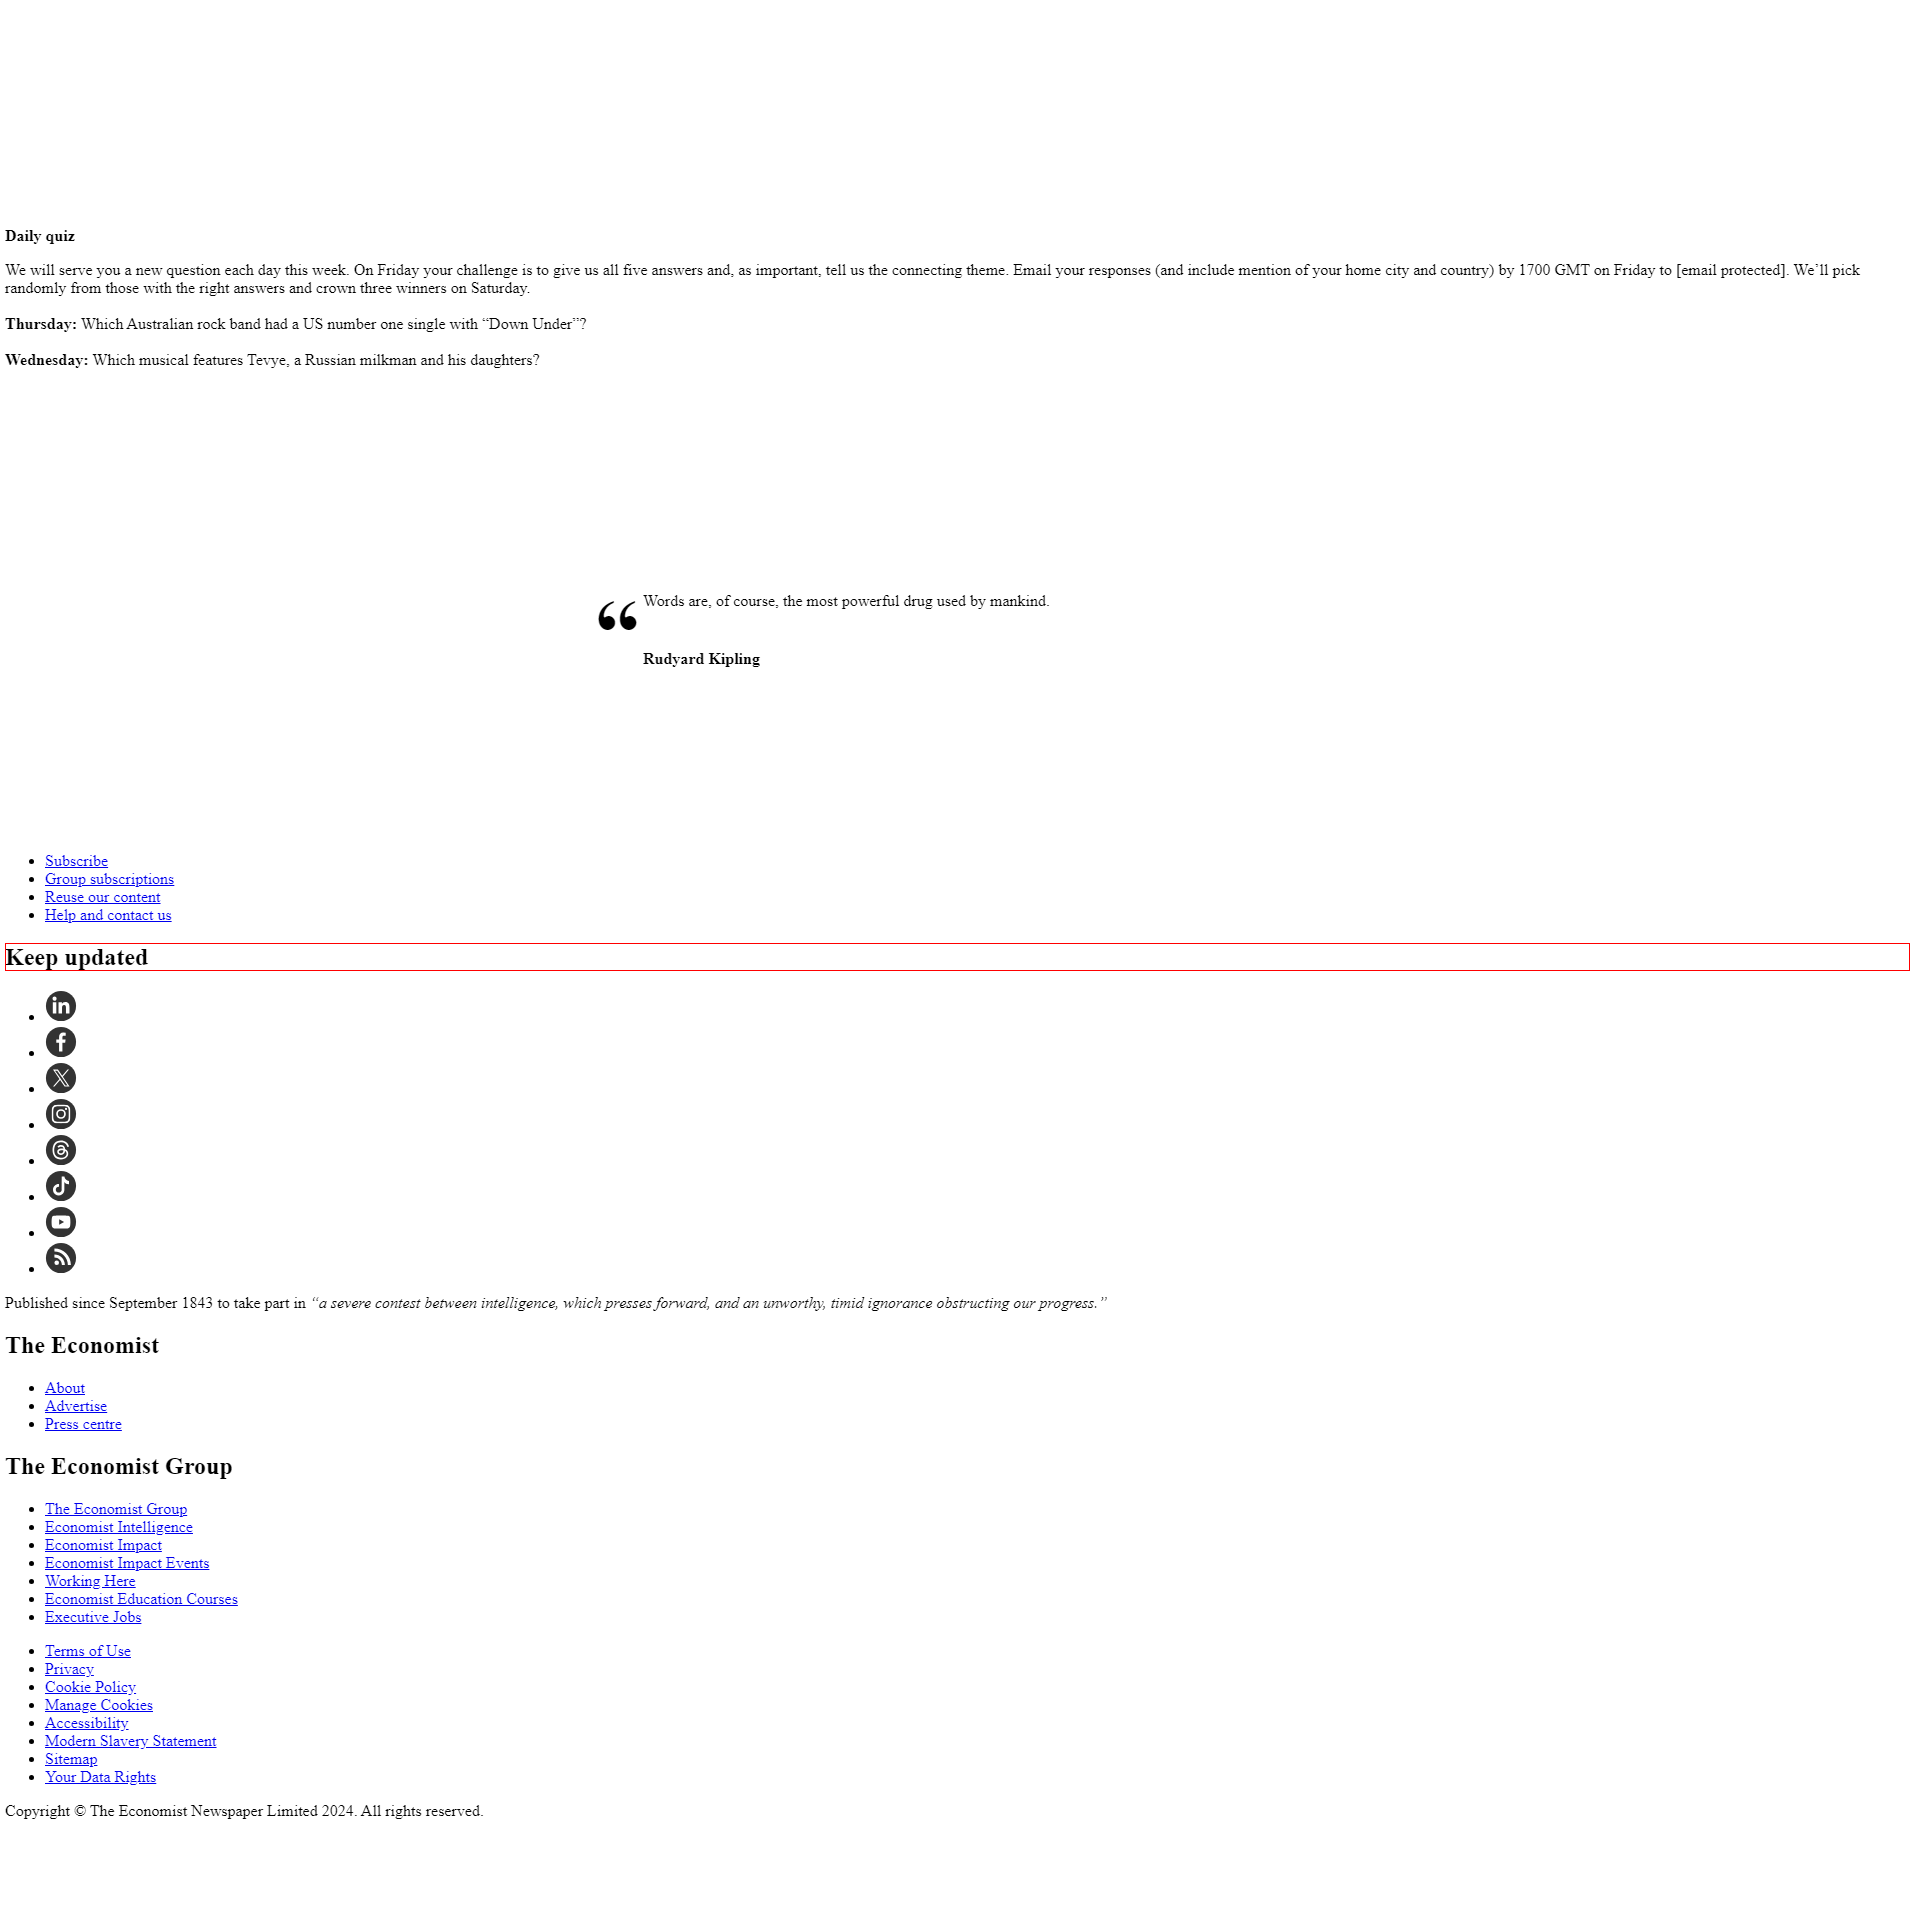 Daily quiz
We will serve you a new question each day this week. On Friday your challenge is to give us all five answers and, as important, tell us the connecting theme. Email your responses (and include mention of your home city and country) by 1700 GMT on Friday to [email protected]. We’ll pick
randomly from those with the right answers and crown three winners on Saturday.
Thursday: Which Australian rock band had a US number one single with “Down Under”?
Wednesday: Which musical features Tevye, a Russian milkman and his daughters?
“ Words are, of course, the most powerful drug used by mankind.
Rudyard Kipling
Subscribe
Group subscriptions
Reuse our content
Help and contact us
Keep updated
Published since September 1843 to take part in “a severe contest between intelligence, which presses forward, and an unworthy, timid ignorance obstructing our progress.”
The Economist
About
Advertise
Press centre
The Economist Group
The Economist Group
Economist Intelligence
Economist Impact
Economist Impact Events
Working Here
Economist Education Courses
Executive Jobs
Terms of Use
Privacy
Cookie Policy
Manage Cookies
Accessibility
Modern Slavery Statement
Sitemap
Your Data Rights
Copyright © The Economist Newspaper Limited 2024. All rights reserved.